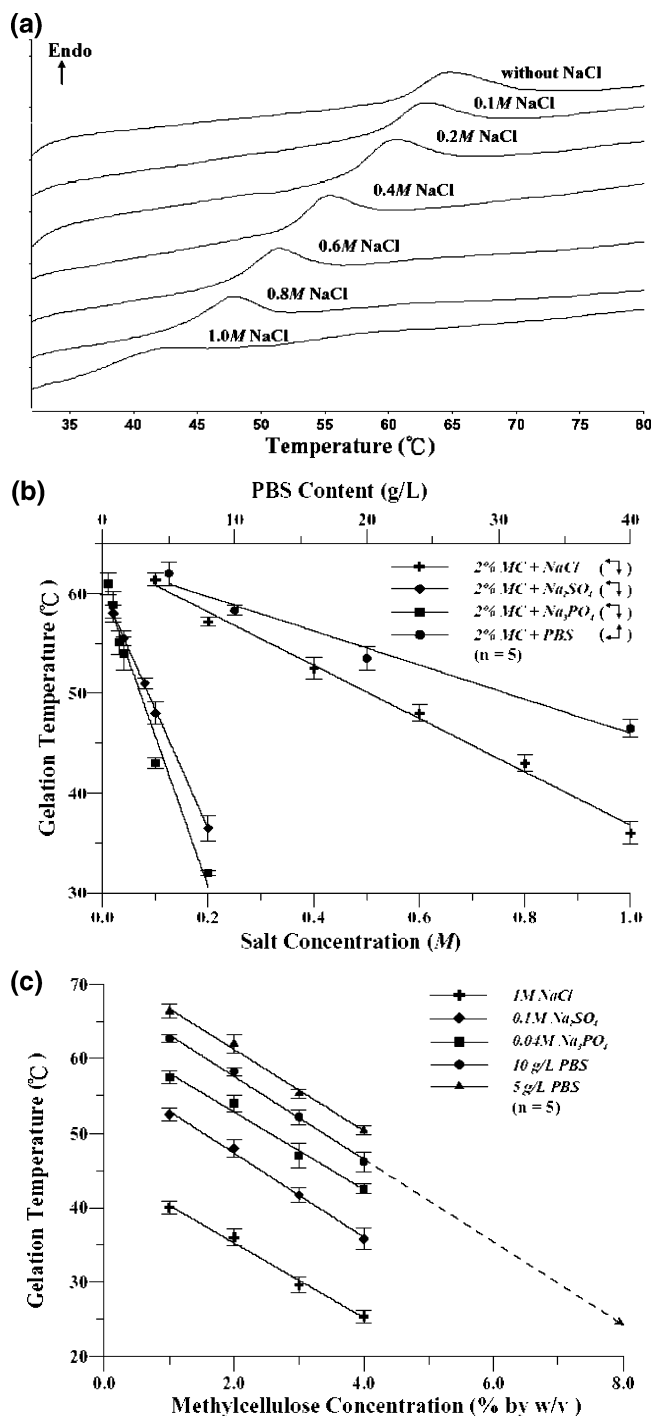 (a)
Endo
without NaCl
0.1M NaCl
0.2M NaCl
0.4M NaCl
0.6M NaCl
0.8M NaCl
1.0M NaCl
35 40 45 50 55 60 65 70 75 80
Temperature (℃)
(b)
PBS Content (g/L)
0 10 20 30 40
2% MC + NaCl
2% MC + Na₂SO₄
2% MC + Na₃PO₄
2% MC + PBS
(n = 5)
60
50
40
30
Gelation Temperature (℃)
0.0 0.2 0.4 0.6 0.8 1.0
Salt Concentration (M)
(c)
1M NaCl
0.1M Na₂SO₄
0.04M Na₃PO₄
10 g/L PBS
5 g/L PBS
(n = 5)
70
60
50
40
30
20
Gelation Temperature (℃)
0.0 2.0 4.0 6.0 8.0
Methylcellulose Concentration (% by w/v)